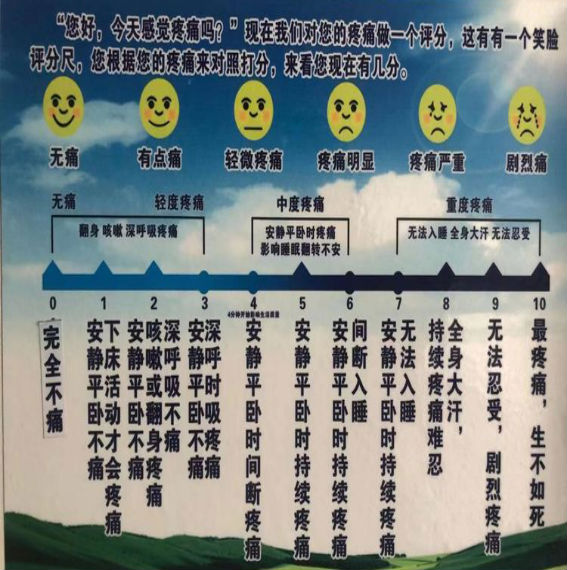 “您好，今天感觉疼痛吗？”现在我们对您的疼痛做一个评分，这有有一个笑脸
评分尺，您根据您的疼痛来对照打分，来看您现在有几分。
无痛
有点痛
轻微疼痛
疼痛明显
疼痛严重
剧烈痛
无痛
轻度疼痛
中度疼痛
重度疼痛
翻身 咳嗽 深呼吸疼痛
安静平卧时疼痛
影响睡眠翻转不安
无法入睡 全身大汗 无法忍受
0 1 2 3 4 5 6 7 8 9 10
完全不痛
安静平卧不痛
下床活动才会疼痛
安静平卧不痛
咳嗽或翻身疼痛
深呼吸不痛
安静平卧不痛
深呼时吸疼痛
安静平卧时间断疼痛
安静平卧时持续疼痛
安静平卧时持续疼痛
间断入睡
安静平卧时持续疼痛
无法入睡
持续疼痛难忍
全身大汗，
无法忍受，剧烈疼痛
最疼痛，生不如死